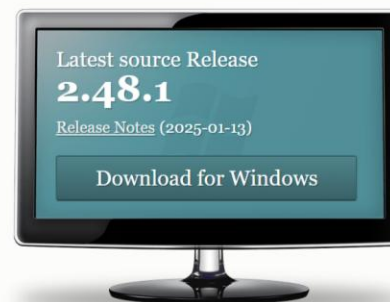 Latest source Release
2.48.1
Release Notes (2025-01-13)
Download for Windows